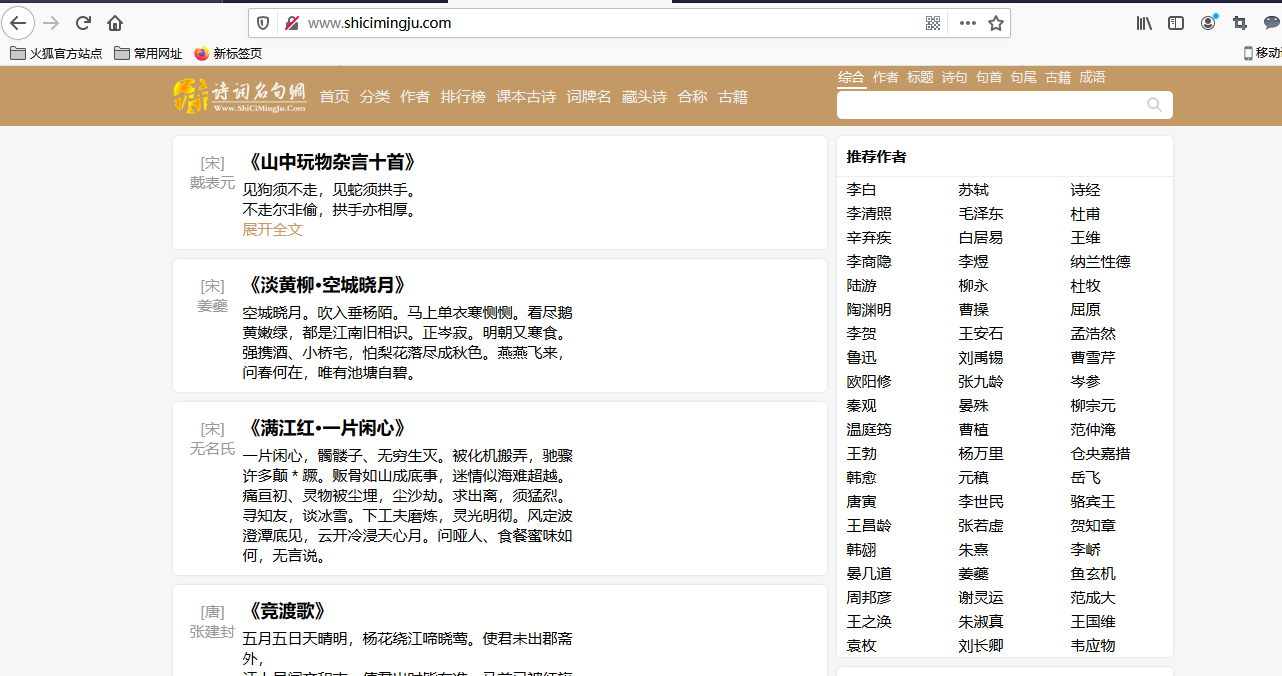 www.shicimingju.com
火狐官方站点 常用网址 新标签页
诗词名句網
www.ShiCiMingJu.Com
首页 分类 作者 排行榜 课本古诗 词牌名 藏头诗 合称 古籍
综合 作者 标题 诗句 句首 句尾 古籍 成语
[宋]
戴表元
《山中玩物杂言十首》
见狗须不走，见蛇须拱手。
不走尔非偷，拱手亦相厚。
展开全文
[宋]
姜夔
《淡黄柳·空城晓月》
空城晓月。吹入垂杨陌。马上单衣寒恻恻。看尽鹅
黄嫩绿，都是江南旧相识。正岑寂。明朝又寒食。
强携酒、小桥宅，怕梨花落尽成秋色。燕燕飞来，
问春何在，唯有池塘自碧。
[宋]
无名氏
《满江红·一片闲心》
一片闲心，髑髅子、无穷生灭。被化机搬弄，驰骤
许多颠 * 蹶。贩骨如山成底事，迷情似海难超越。
痛亘初、灵物被尘埋，尘沙劫。求出离，须猛烈。
寻知友，谈冰雪。下工夫磨炼，灵光明彻。风定波
澄潭底见，云开冷浸天心月。问哑人、食餐蜜味如
何，无言说。
[唐]
张建封
《竞渡歌》
五月五日天晴明，杨花绕江啼晓莺。使君未出郡斋
外，
推荐作者
李白 苏轼 诗经
李清照 毛泽东 杜甫
辛弃疾 白居易 王维
李商隐 李煜 纳兰性德
陆游 柳永 杜牧
陶渊明 曹操 屈原
李贺 王安石 孟浩然
鲁迅 刘禹锡 曹雪芹
欧阳修 张九龄 岑参
秦观 晏殊 柳宗元
温庭筠 曹植 范仲淹
王勃 杨万里 仓央嘉措
韩愈 元稹 岳飞
唐寅 李世民 骆宾王
王昌龄 张若虚 贺知章
韩翃 朱熹 李峤
晏几道 姜夔 鱼玄机
周邦彦 谢灵运 范成大
王之涣 朱淑真 王国维
袁枚 刘长卿 韦应物